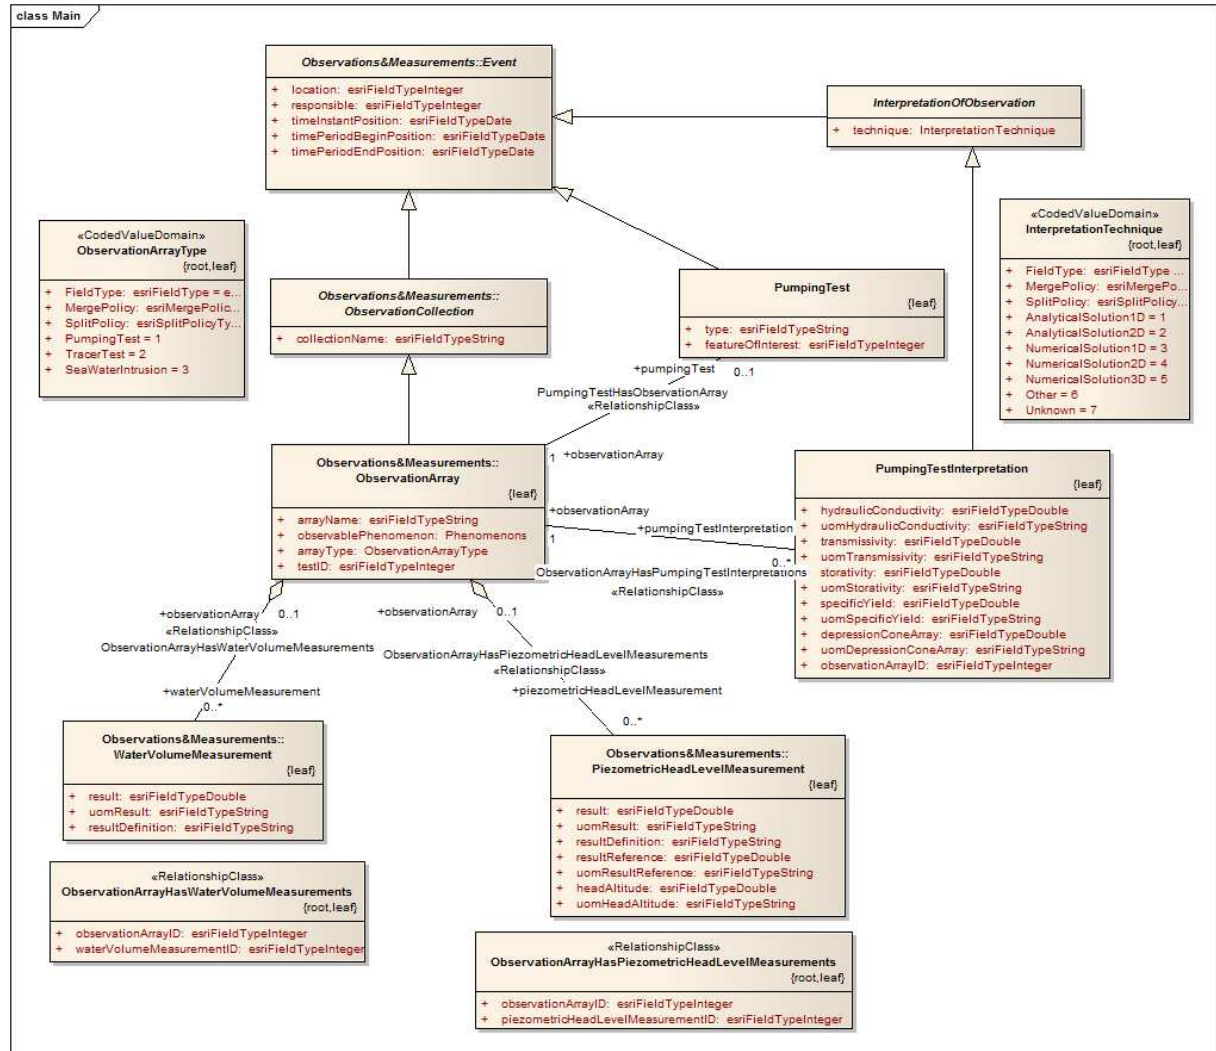 class Main
Observations&Measurements::Event
+ location: esriFieldTypeInteger
+ responsible: esriFieldTypeInteger
+ timeInstantPosition: esriFieldTypeDate
+ timePeriodBeginPosition: esriFieldTypeDate
+ timePeriodEndPosition: esriFieldTypeDate
InterpretationOfObservation
+ technique: InterpretationTechnique
«CodedValueDomain»
ObservationArrayType
{root,leaf}
+ FieldType: esriFieldType = e...
+ MergePolicy: esriMergePolic...
+ SplitPolicy: esriSplitPolicyTy...
+ PumpingTest = 1
+ TracerTest = 2
+ SeaWaterIntrusion = 3
«CodedValueDomain»
InterpretationTechnique
{root,leaf}
+ FieldType: esriFieldType ...
+ MergePolicy: esriMergePo...
+ SplitPolicy: esriSplitPolicy...
+ AnalyticalSolution1D = 1
+ AnalyticalSolution2D = 2
+ NumericalSolution1D = 3
+ NumericalSolution2D = 4
+ NumericalSolution3D = 5
+ Other = 6
+ Unknown = 7
Observations&Measurements::
ObservationCollection
+ collectionName: esriFieldTypeString
PumpingTest
{leaf}
+ type: esriFieldTypeString
+ featureOfInterest: esriFieldTypeInteger
+pumpingTest
0..1
PumpingTestHasObservationArray
«RelationshipClass»
1
+observationArray
Observations&Measurements::
ObservationArray
{leaf}
+ arrayName: esriFieldTypeString
+ observablePhenomenon: Phenomenons
+ arrayType: ObservationArrayType
+ testID: esriFieldTypeInteger
+observationArray
1
+pumpingTestInterpretation
0..*
ObservationArrayHasPumpingTestInterpretations
«RelationshipClass»
PumpingTestInterpretation
{leaf}
+ hydraulicConductivity: esriFieldTypeDouble
+ uomHydraulicConductivity: esriFieldTypeString
+ transmissivity: esriFieldTypeDouble
+ uomTransmissivity: esriFieldTypeString
+ storativity: esriFieldTypeDouble
+ uomStorativity: esriFieldTypeString
+ specificYield: esriFieldTypeDouble
+ uomSpecificYield: esriFieldTypeString
+ depressionConeArray: esriFieldTypeDouble
+ uomDepressionConeArray: esriFieldTypeString
+ observationArrayID: esriFieldTypeInteger
+observationArray
0..1
«RelationshipClass»
ObservationArrayHasWaterVolumeMeasurements
+waterVolumeMeasurement
0..*
+observationArray
0..1
ObservationArrayHasPiezometricHeadLevelMeasurements
«RelationshipClass»
+piezometricHeadLevelMeasurement
0..*
Observations&Measurements::
WaterVolumeMeasurement
{leaf}
+ result: esriFieldTypeDouble
+ uomResult: esriFieldTypeString
+ resultDefinition: esriFieldTypeString
Observations&Measurements::
PiezometricHeadLevelMeasurement
{leaf}
+ result: esriFieldTypeDouble
+ uomResult: esriFieldTypeString
+ resultDefinition: esriFieldTypeString
+ resultReference: esriFieldTypeDouble
+ uomResultReference: esriFieldTypeString
+ headAltitude: esriFieldTypeDouble
+ uomHeadAltitude: esriFieldTypeString
«RelationshipClass»
ObservationArrayHasWaterVolumeMeasurements
{root,leaf}
+ observationArrayID: esriFieldTypeInteger
+ waterVolumeMeasurementID: esriFieldTypeInteger
«RelationshipClass»
ObservationArrayHasPiezometricHeadLevelMeasurements
{root,leaf}
+ observationArrayID: esriFieldTypeInteger
+ piezometricHeadLevelMeasurementID: esriFieldTypeInteger